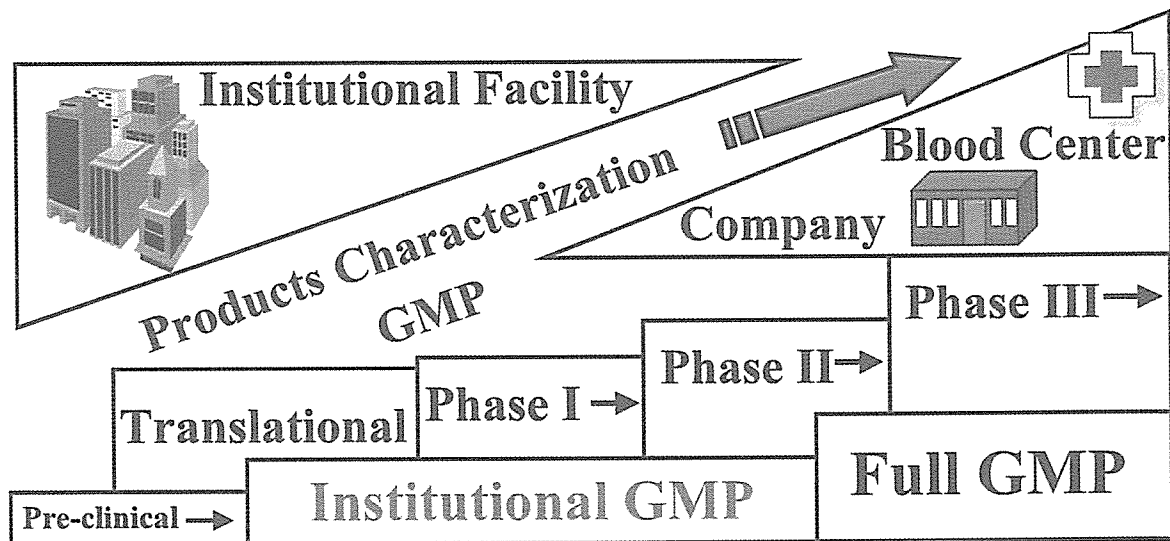 Institutional Facility
Blood Center
Company
Products Characterization
GMP
Phase III
Phase II
Phase I
Translational
Full GMP
Institutional GMP
Pre-clinical